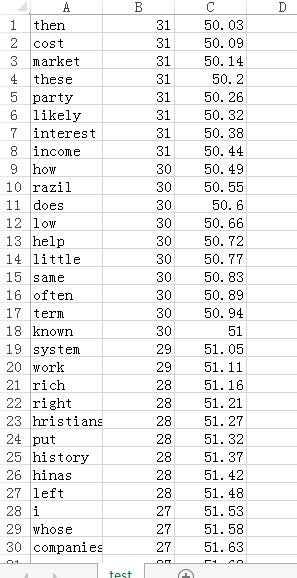 A B C D
1 then 31 50.03
2 cost 31 50.09
3 market 31 50.14
4 these 31 50.2
5 party 31 50.26
6 likely 31 50.32
7 interest 31 50.38
8 income 31 50.44
9 how 30 50.49
10 razil 30 50.55
11 does 30 50.6
12 low 30 50.66
13 help 30 50.72
14 little 30 50.77
15 same 30 50.83
16 often 30 50.89
17 term 30 50.94
18 known 30 51
19 system 29 51.05
20 work 29 51.11
21 rich 28 51.16
22 right 28 51.21
23 hristians 28 51.27
24 put 28 51.32
25 history 28 51.37
26 hinas 28 51.42
27 left 28 51.48
28 i 27 51.53
29 whose 27 51.58
30 companies 27 51.63
test